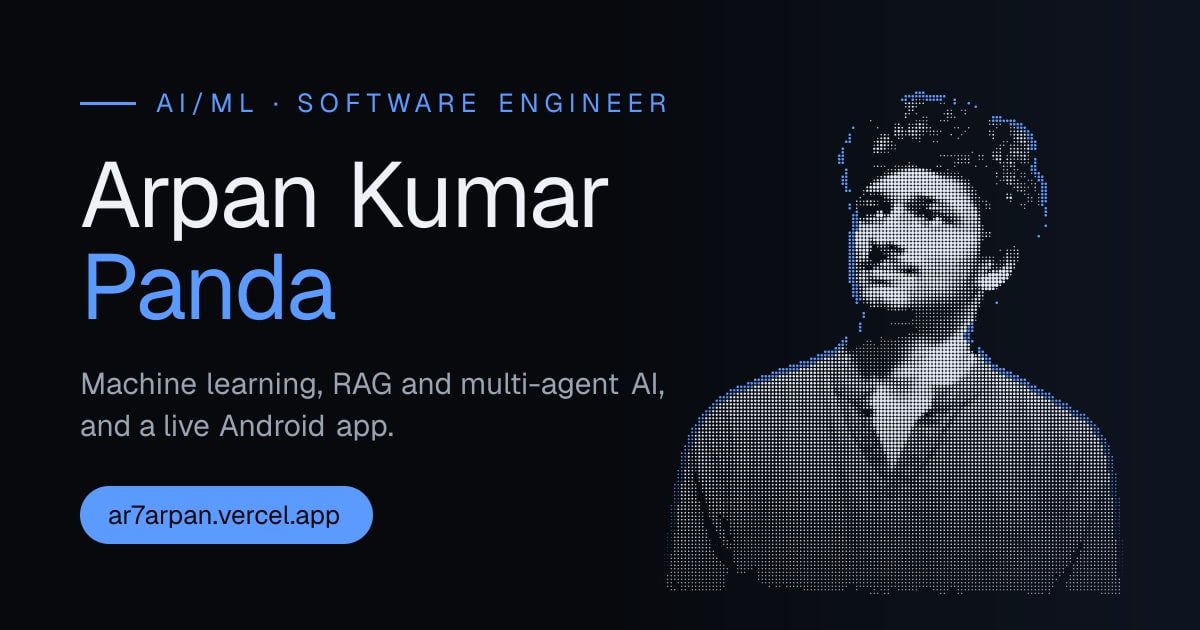 AI/ML · SOFTWARE ENGINEER
Arpan Kumar
Panda
Machine learning, RAG and multi-agent AI,
and a live Android app.
ar7arpan.vercel.app